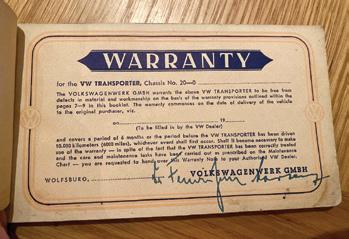 WARRANTY
for the VW TRANSPORTER, Chassis No. 20—0
The VOLKSWAGENWERK GMBH warrants the above VW TRANSPORTER to be free from
defects in material and workmanship on the basis of the warranty provisions outlined within the
pages 7—9 in this booklet. The warranty commences on the date of delivery of the vehicle
to the original purchaser, viz.
on 19
(To be filled in by the VW Dealer)
and covers a period of 6 months or the period before the VW TRANSPORTER has been driven
10.000 kilometers (6000 miles), whichever event shall first occur. Shall it become necessary to make
use of the warranty — in spite of the fact that the VW TRANSPORTER has been correctly treated
and the care and maintenance tasks have been carried out as prescribed on the Maintenance
Chart — you are requested to hand over this Warranty Note to your Authorized VW Dealer.
VOLKSWAGENWERK GMBH
WOLFSBURG,